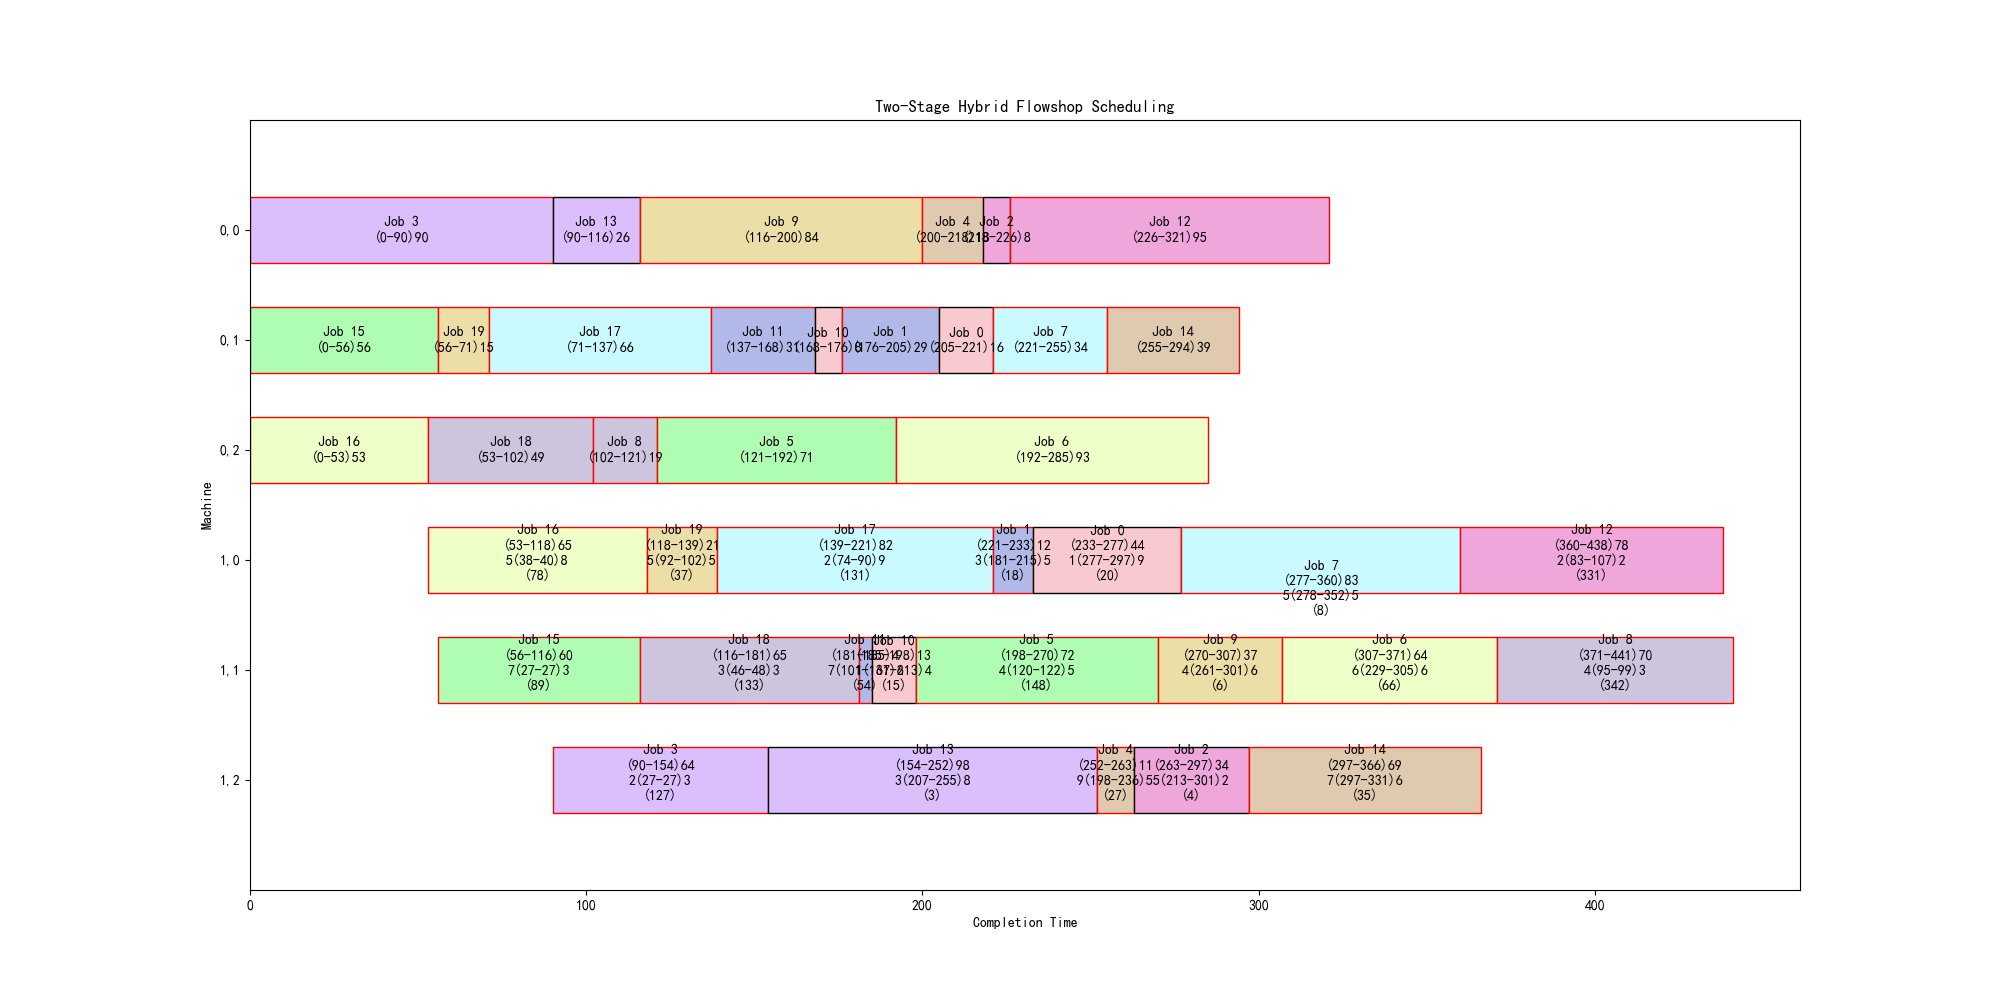 Two-Stage Hybrid Flowshop Scheduling
Machine
0,0
Job 3
(0-90)90
Job 13
(90-116)26
Job 9
(116-200)84
Job 4
(200-218)18
Job 2
(218-226)8
Job 12
(226-321)95
0,1
Job 15
(0-56)56
Job 19
(56-71)15
Job 17
(71-137)66
Job 11
(137-168)31
Job 10
(168-176)8
Job 1
(176-205)29
Job 0
(205-221)16
Job 7
(221-255)34
Job 14
(255-294)39
0,2
Job 16
(0-53)53
Job 18
(53-102)49
Job 8
(102-121)19
Job 5
(121-192)71
Job 6
(192-285)93
1,0
Job 16
(53-118)65
5(38-40)8
(78)
Job 19
(118-139)21
5(92-102)5
(37)
Job 17
(139-221)82
2(74-90)9
(131)
Job 1
(221-233)12
3(181-215)5
(18)
Job 0
(233-277)44
1(277-297)9
(20)
Job 7
(277-360)83
5(278-352)5
(8)
Job 12
(360-438)78
2(83-107)2
(331)
1,1
Job 15
(56-116)60
7(27-27)3
(89)
Job 18
(116-181)65
3(46-48)3
(133)
Job 11
(181-185)4
(54)
Job 10
(185-198)13
(15)
Job 5
(198-270)72
4(120-122)5
(148)
Job 9
(270-307)37
4(261-301)6
(6)
Job 6
(307-371)64
6(229-305)6
(66)
Job 8
(371-441)70
4(95-99)3
(342)
1,2
Job 3
(90-154)64
2(27-27)3
(127)
Job 13
(154-252)98
3(207-255)8
(3)
Job 4
(252-263)11
9(198-236)5
(27)
Job 2
(263-297)34
5(213-301)2
(4)
Job 14
(297-366)69
7(297-331)6
(35)
0
100
200
300
400
Completion Time